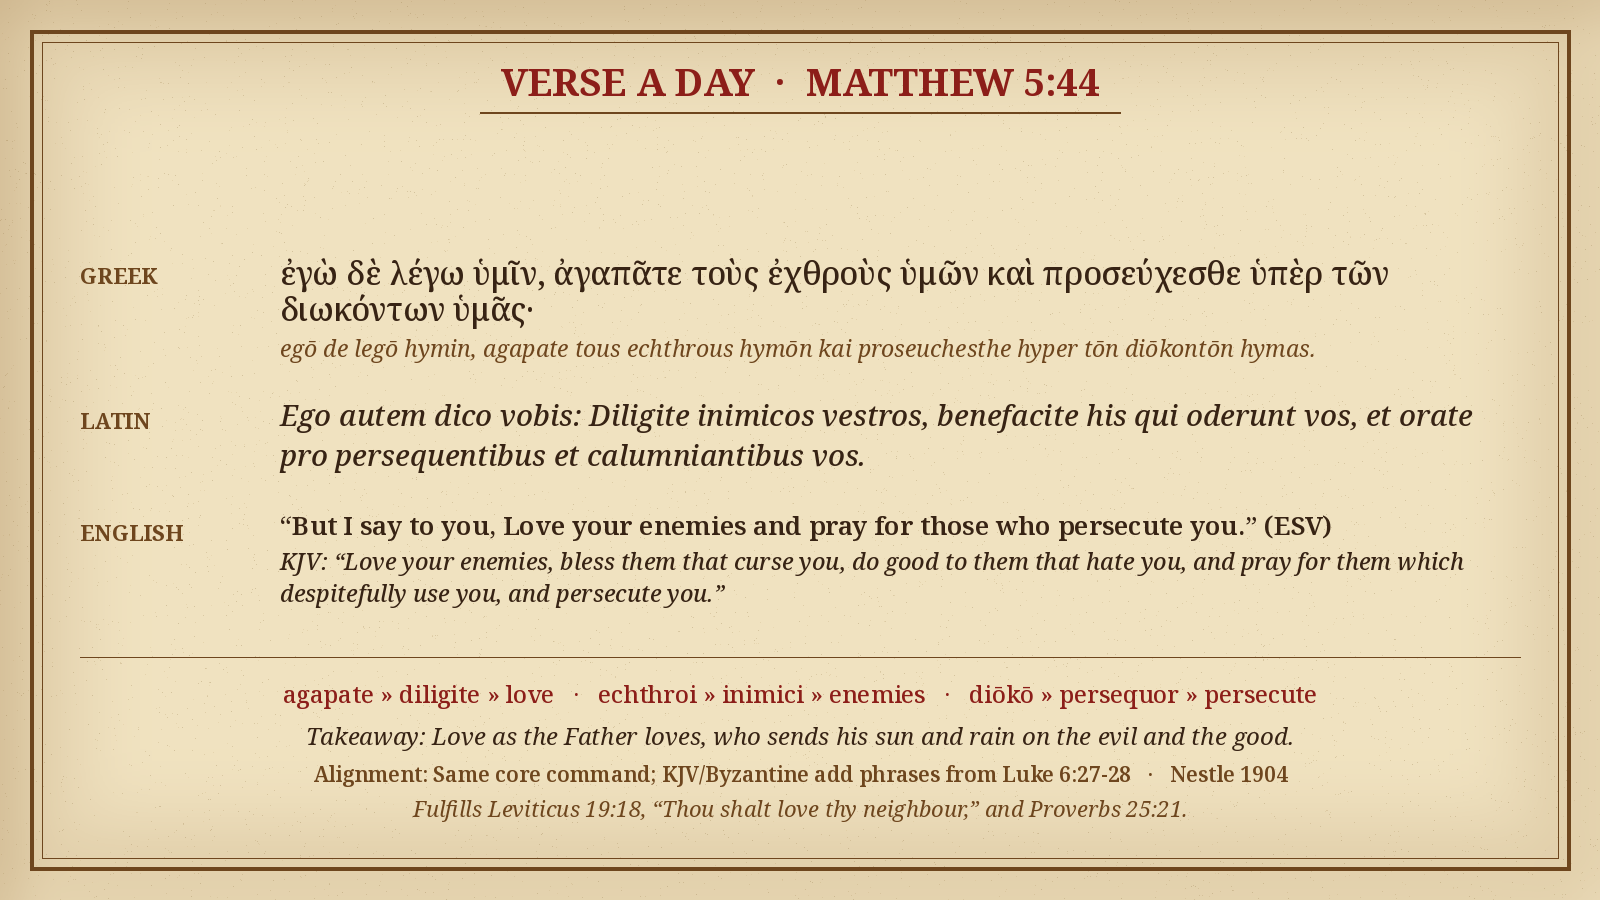 VERSE A DAY · MATTHEW 5:44
GREEK
ἐγὼ δὲ λέγω ὑμῖν, ἀγαπᾶτε τοὺς ἐχθροὺς ὑμῶν καὶ προσεύχεσθε ὑπὲρ τῶν
διωκόντων ὑμᾶς·
egō de legō hymin, agapate tous echthrous hymōn kai proseuchesthe hyper tōn diōkontōn hymas.
LATIN
Ego autem dico vobis: Diligite inimicos vestros, benefacite his qui oderunt vos, et orate
pro persequentibus et calumniantibus vos.
ENGLISH
“But I say to you, Love your enemies and pray for those who persecute you.” (ESV)
KJV: “Love your enemies, bless them that curse you, do good to them that hate you, and pray for them which
despitefully use you, and persecute you.”
agapate » diligite » love · echthroi » inimici » enemies · diōkō » persequor » persecute
Takeaway: Love as the Father loves, who sends his sun and rain on the evil and the good.
Alignment: Same core command; KJV/Byzantine add phrases from Luke 6:27-28 · Nestle 1904
Fulfills Leviticus 19:18, “Thou shalt love thy neighbour,” and Proverbs 25:21.